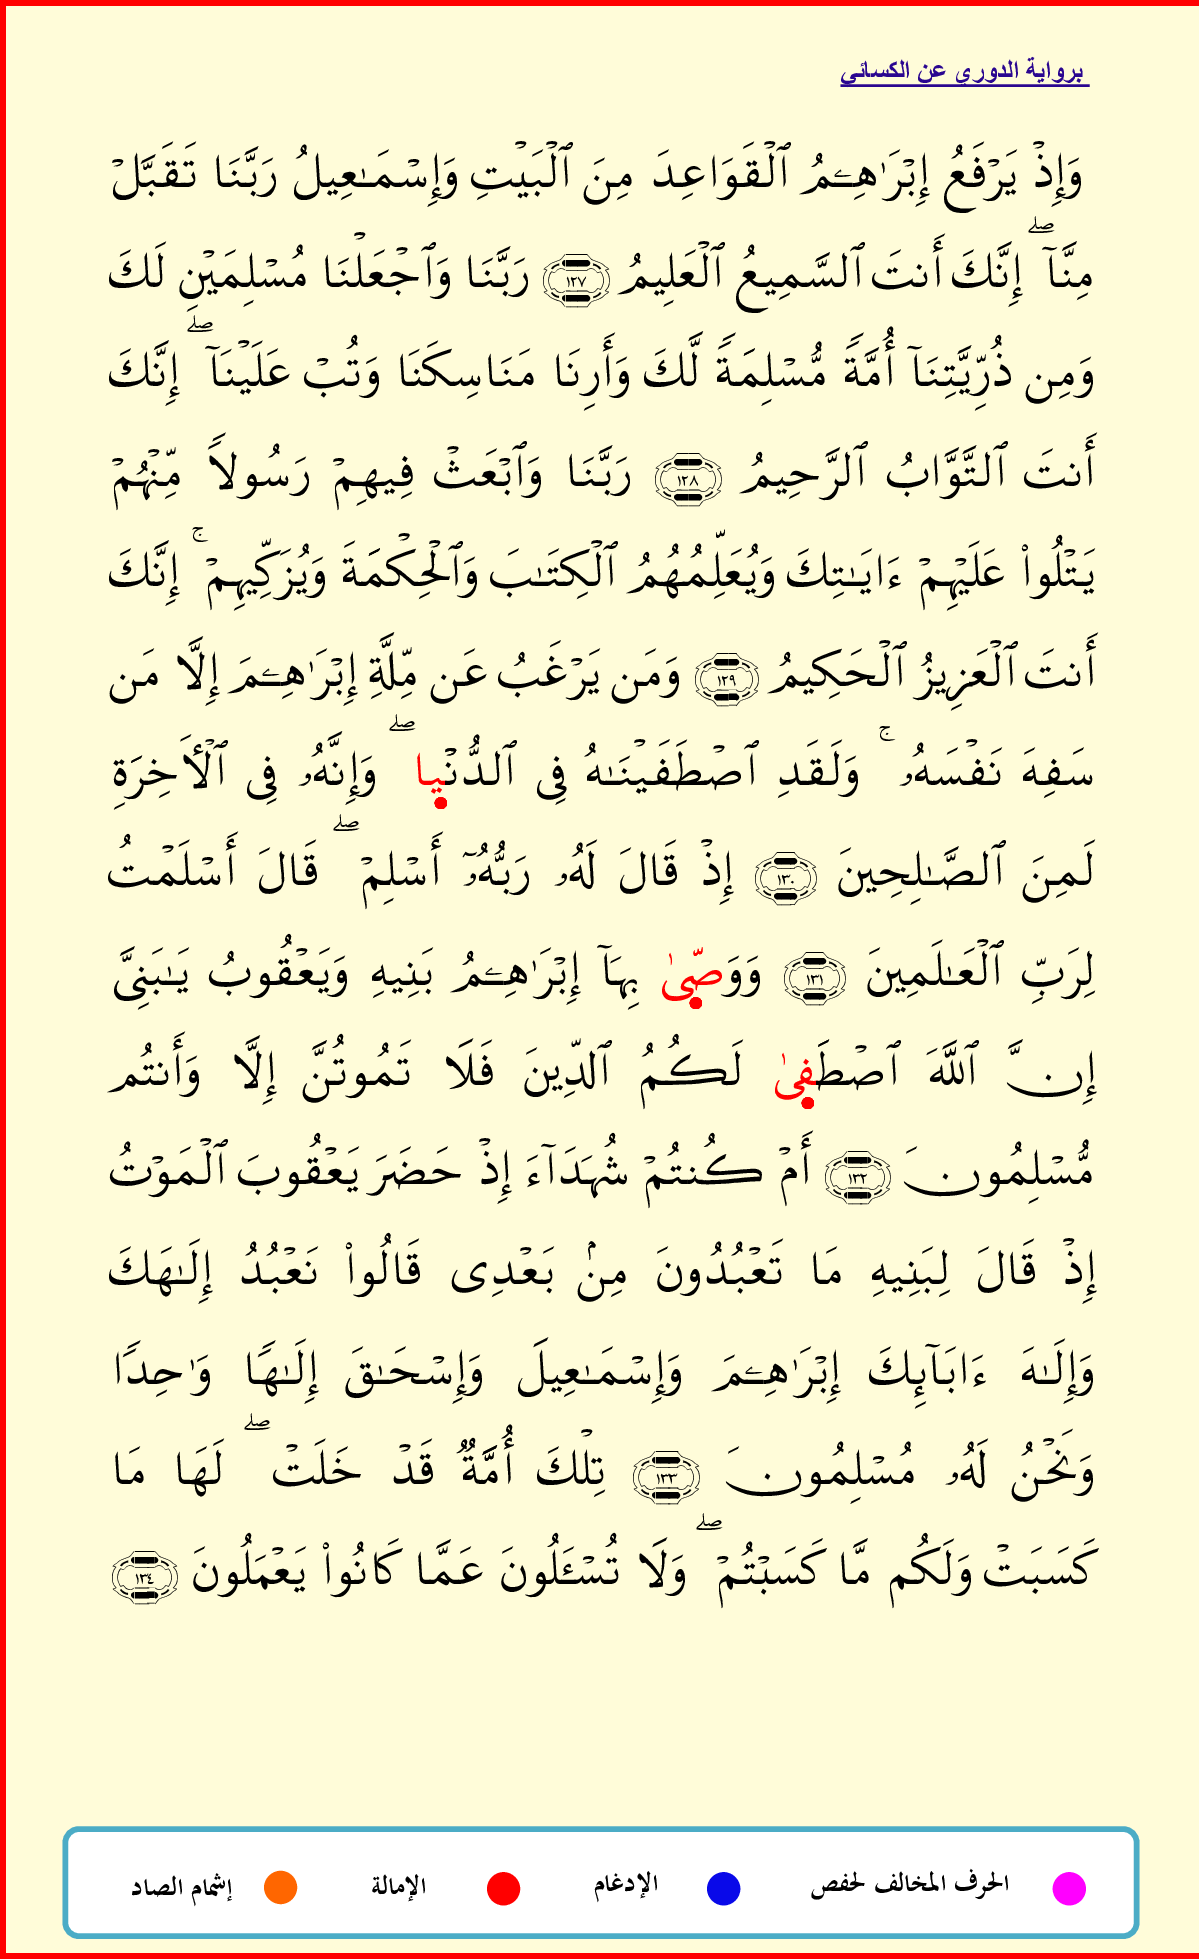 برواية الدوري عن الكسائي
وَإِذْ يَرْفَعُ إِبْرَٰهِـۧمُ ٱلْقَوَاعِدَ مِنَ ٱلْبَيْتِ وَإِسْمَـٰعِيلُ رَبَّنَا تَقَبَّلْ
مِنَّآ ۖ إِنَّكَ أَنتَ ٱلسَّمِيعُ ٱلْعَلِيمُ ١٢٧ رَبَّنَا وَٱجْعَلْنَا مُسْلِمَيْنِ لَكَ
وَمِن ذُرِّيَّتِنَآ أُمَّةً مُّسْلِمَةً لَّكَ وَأَرِنَا مَنَاسِكَنَا وَتُبْ عَلَيْنَآ ۖ إِنَّكَ
أَنتَ ٱلتَّوَّابُ ٱلرَّحِيمُ ١٢٨ رَبَّنَا وَٱبْعَثْ فِيهِمْ رَسُولاً مِّنْهُمْ
يَتْلُوا۟ عَلَيْهِمْ ءَايَـٰتِكَ وَيُعَلِّمُهُمُ ٱلْكِتَـٰبَ وَٱلْحِكْمَةَ وَيُزَكِّيهِمْ ۚ إِنَّكَ
أَنتَ ٱلْعَزِيزُ ٱلْحَكِيمُ ١٢٩ وَمَن يَرْغَبُ عَن مِّلَّةِ إِبْرَٰهِـۧمَ إِلَّا مَن
سَفِهَ نَفْسَهُۥ ۚ وَلَقَدِ ٱصْطَفَيْنَـٰهُ فِى ٱلدُّنْيا ۖ وَإِنَّهُۥ فِى ٱلْأَخِرَةِ
لَمِنَ ٱلصَّـٰلِحِينَ ١٣٠ إِذْ قَالَ لَهُۥ رَبُّهُۥٓ أَسْلِمْ ۖ قَالَ أَسْلَمْتُ
لِرَبِّ ٱلْعَـٰلَمِينَ ١٣١ وَوَصّىٰ بِهَآ إِبْرَٰهِـۧمُ بَنِيهِ وَيَعْقُوبُ يَـٰبَنِىَّ
إِنَّ ٱللَّهَ ٱصْطَفىٰ لَكُمُ ٱلدِّينَ فَلَا تَمُوتُنَّ إِلَّا وَأَنتُم
مُّسْلِمُونَ ١٣٢ أَمْ كُنتُمْ شُهَدَآءَ إِذْ حَضَرَ يَعْقُوبَ ٱلْمَوْتُ
إِذْ قَالَ لِبَنِيهِ مَا تَعْبُدُونَ مِنۢ بَعْدِى قَالُوا۟ نَعْبُدُ إِلَـٰهَكَ
وَإِلَـٰهَ ءَابَآئِكَ إِبْرَٰهِـۧمَ وَإِسْمَـٰعِيلَ وَإِسْحَـٰقَ إِلَـٰهًا وَٰحِدًا
وَنَحْنُ لَهُۥ مُسْلِمُونَ ١٣٣ تِلْكَ أُمَّةٌ قَدْ خَلَتْ ۖ لَهَا مَا
كَسَبَتْ وَلَكُم مَّا كَسَبْتُمْ ۖ وَلَا تُسْـَٔلُونَ عَمَّا كَانُوا۟ يَعْمَلُونَ ١٣٤
الحرف المخالف لحفص الإدغام الإمالة إشمام الصاد